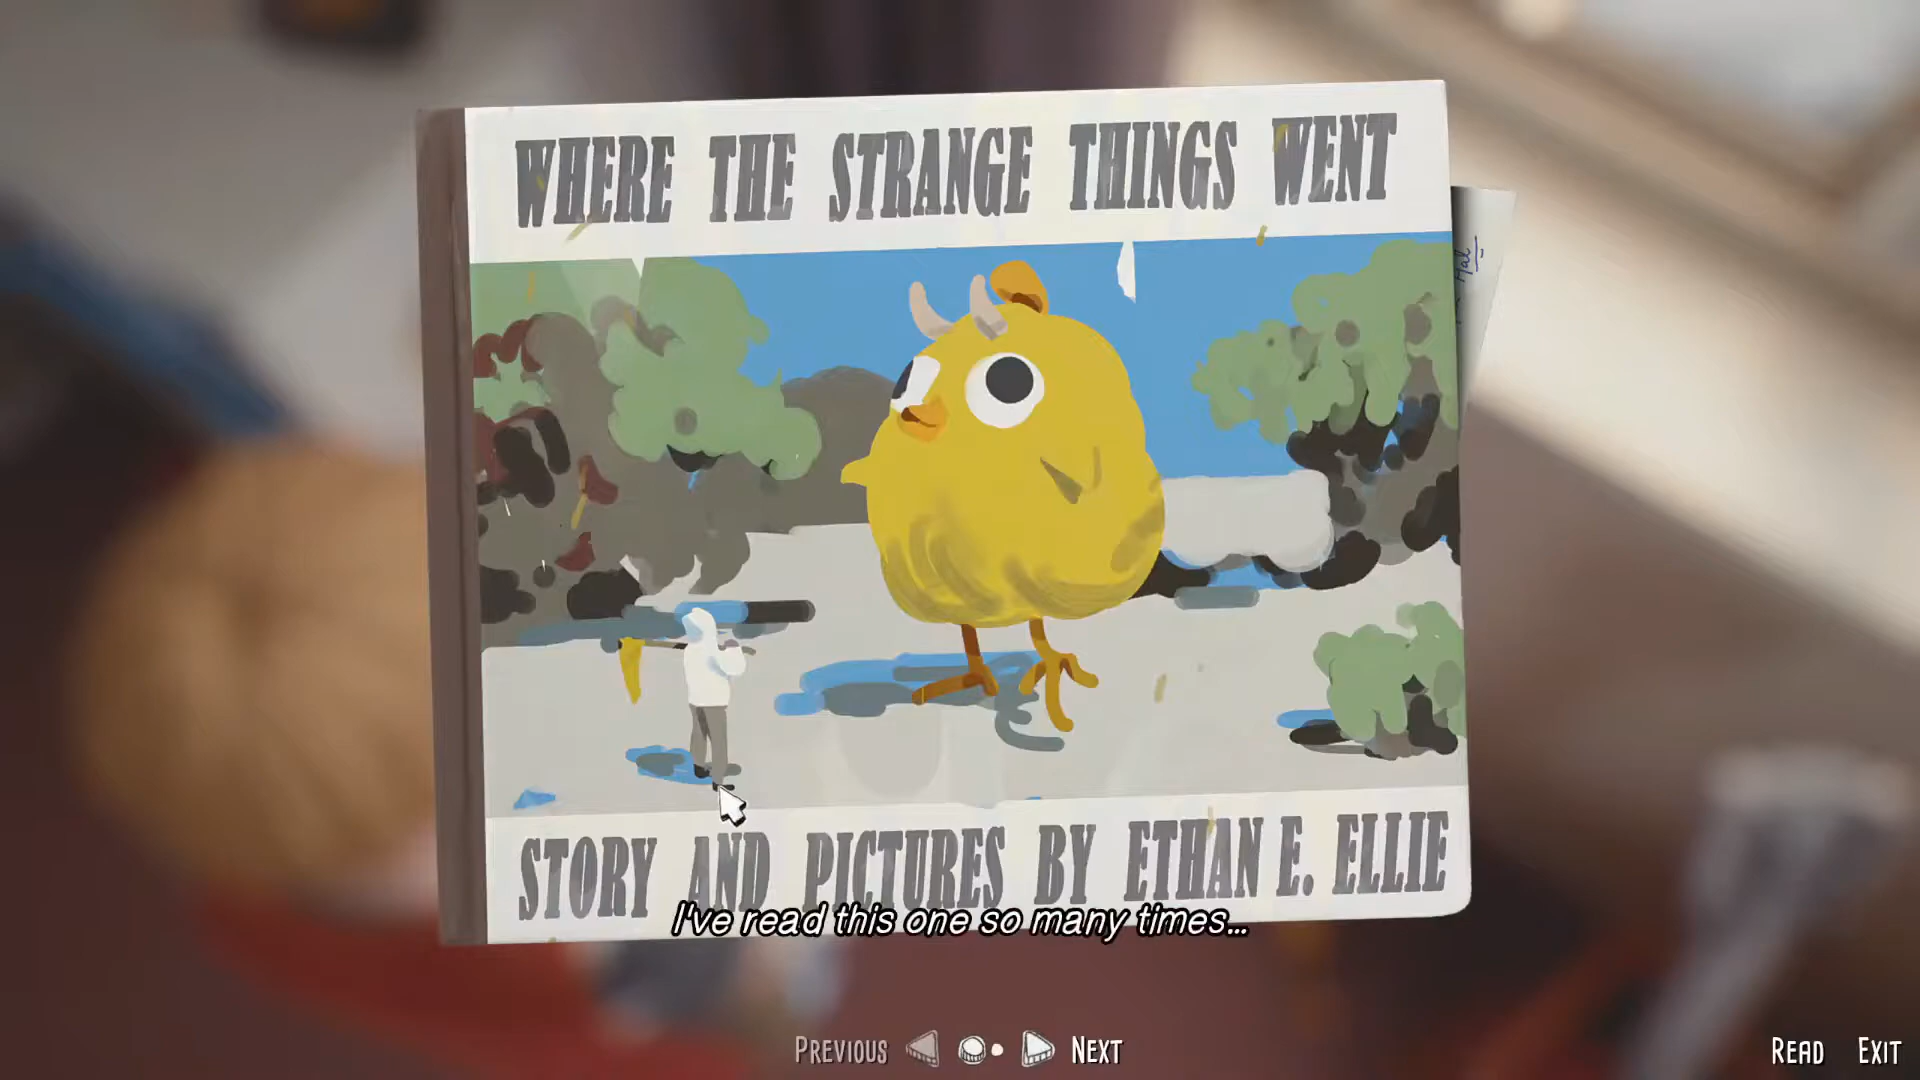 WHERE THE STRANGE THINGS WENT
Hal
STORY AND PICTURES BY ETHAN E. ELLIE
I've read this one so many times...
PREVIOUS NEXT
READ EXIT